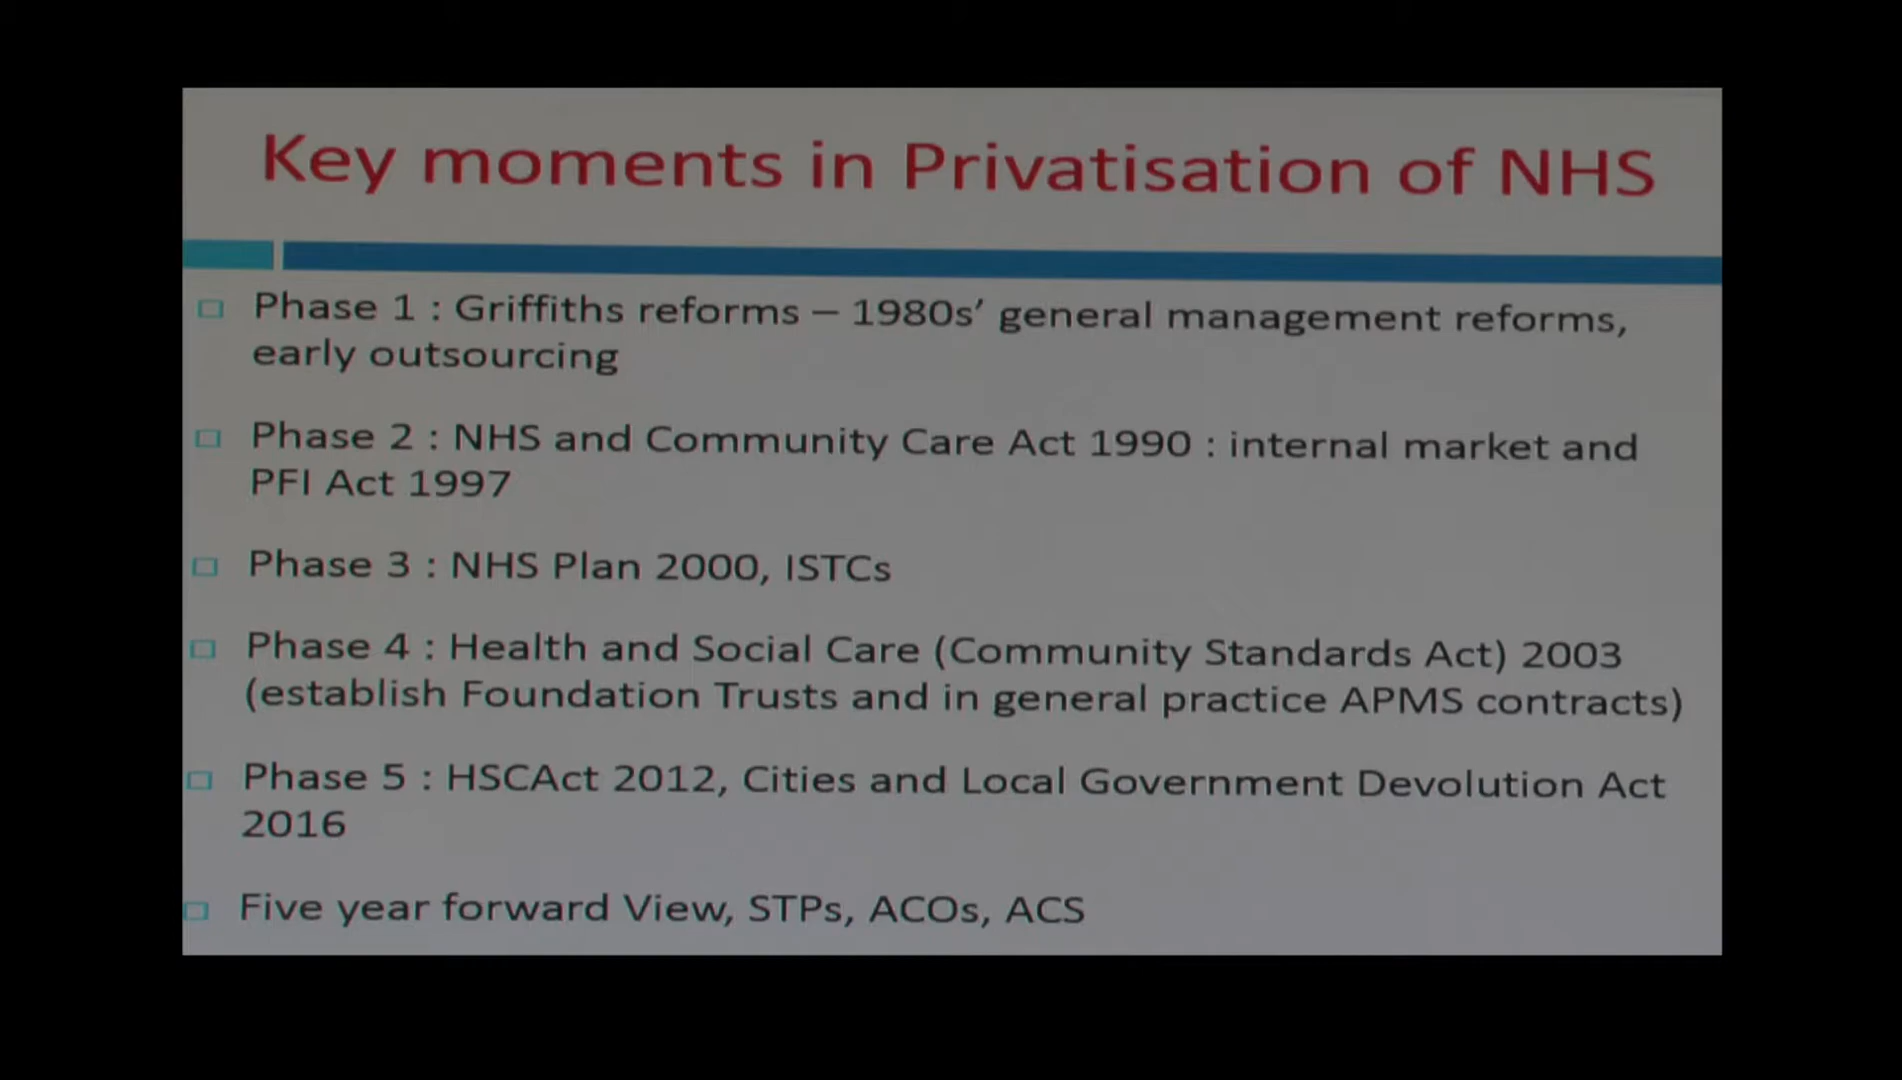 Key moments in Privatisation of NHS
Phase 1 : Griffiths reforms – 1980s’ general management reforms,
early outsourcing
Phase 2 : NHS and Community Care Act 1990 : internal market and
PFI Act 1997
Phase 3 : NHS Plan 2000, ISTCs
Phase 4 : Health and Social Care (Community Standards Act) 2003
(establish Foundation Trusts and in general practice APMS contracts)
Phase 5 : HSCAct 2012, Cities and Local Government Devolution Act
2016
Five year forward View, STPs, ACOs, ACS